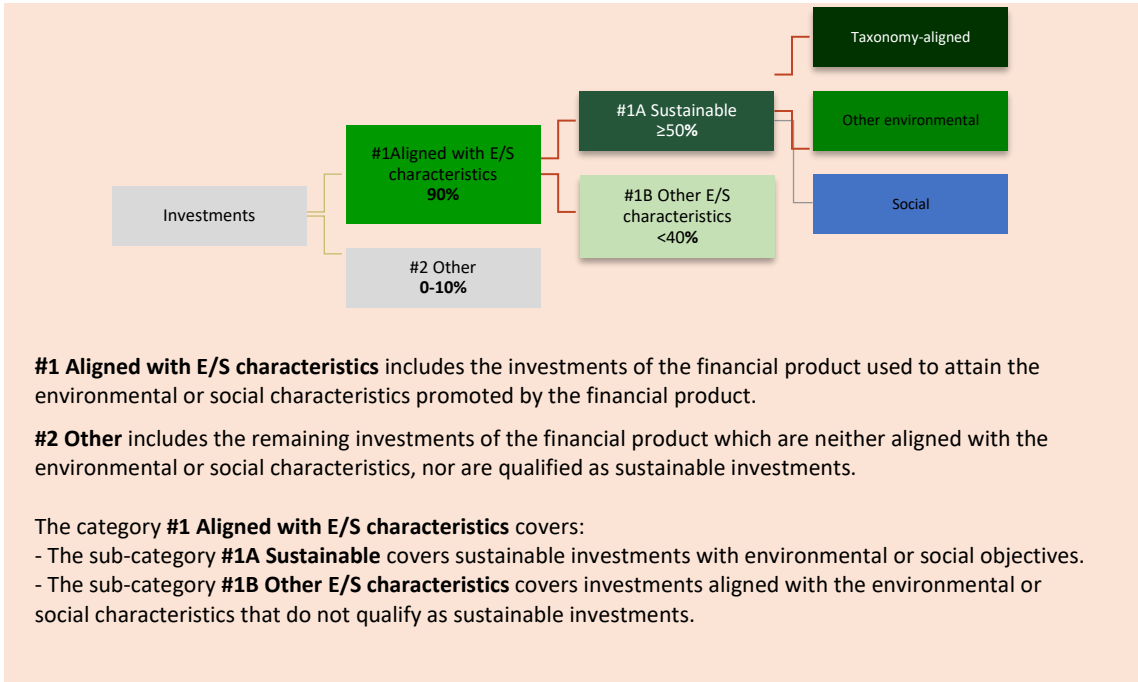 Taxonomy-aligned
#1A Sustainable
≥50%
Other environmental
#1Aligned with E/S
characteristics
90%
#1B Other E/S
characteristics
<40%
Social
Investments
#2 Other
0-10%
#1 Aligned with E/S characteristics includes the investments of the financial product used to attain the
environmental or social characteristics promoted by the financial product.
#2 Other includes the remaining investments of the financial product which are neither aligned with the
environmental or social characteristics, nor are qualified as sustainable investments.
The category #1 Aligned with E/S characteristics covers:
- The sub-category #1A Sustainable covers sustainable investments with environmental or social objectives.
- The sub-category #1B Other E/S characteristics covers investments aligned with the environmental or
social characteristics that do not qualify as sustainable investments.